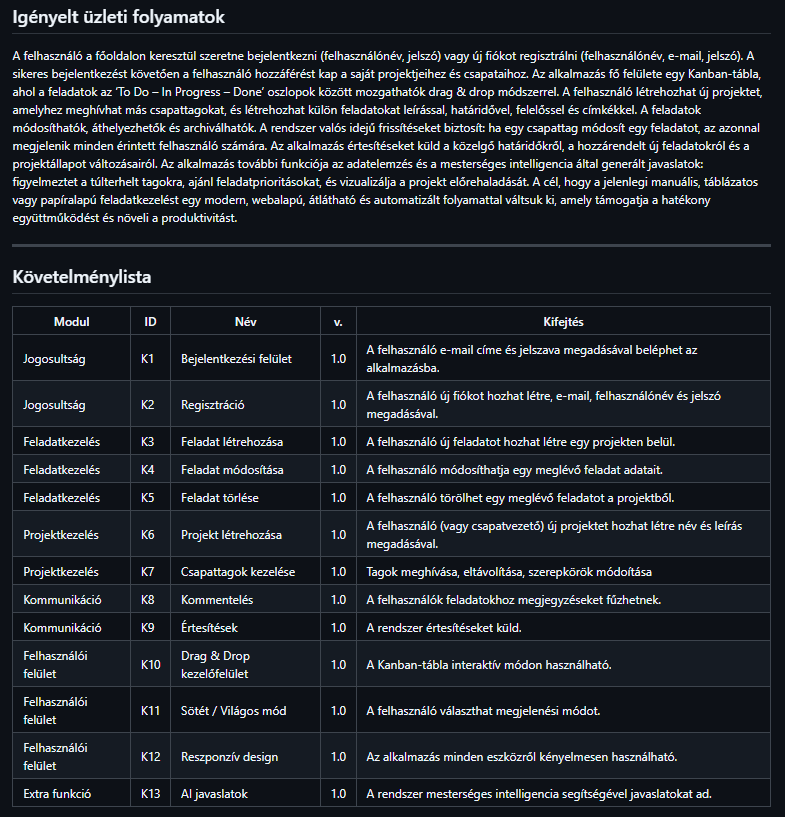 Igényelt üzleti folyamatok
A felhasználó a főoldalon keresztül szeretne bejelentkezni (felhasználónév, jelszó) vagy új fiókot regisztrálni (felhasználónév, e-mail, jelszó). A
sikeres bejelentkezést követően a felhasználó hozzáférést kap a saját projektjeihez és csapataihoz. Az alkalmazás fő felülete egy Kanban-tábla,
ahol a feladatok az ‘To Do – In Progress – Done’ oszlopok között mozgathatók drag & drop módszerrel. A felhasználó létrehozhat új projektet,
amelyhez meghívhat más csapattagokat, és létrehozhat külön feladatokat leírással, határidővel, felelőssel és címkékkel. A feladatok
módosíthatók, áthelyezhetők és archiválhatók. A rendszer valós idejű frissítéseket biztosít: ha egy csapattag módosít egy feladatot, az azonnal
megjelenik minden érintett felhasználó számára. Az alkalmazás értesítéseket küld a közelgő határidőkről, a hozzárendelt új feladatokról és a
projektállapot változásairól. Az alkalmazás további funkciója az adatelemzés és a mesterséges intelligencia által generált javaslatok:
figyelmeztet a túlterhelt tagokra, ajánl feladatprioritásokat, és vizualizálja a projekt előrehaladását. A cél, hogy a jelenlegi manuális, táblázatos
vagy papíralapú feladatkezelést egy modern, webalapú, átlátható és automatizált folyamattal váltsuk ki, amely támogatja a hatékony
együttműködést és növeli a produktivitást.
Követelménylista
Modul ID Név v. Kifejtés
Jogosultság K1 Bejelentkezési felület 1.0 A felhasználó e-mail címe és jelszava megadásával beléphet az
alkalmazásba.
Jogosultság K2 Regisztráció 1.0 A felhasználó új fiókot hozhat létre, e-mail, felhasználónév és jelszó
megadásával.
Feladatkezelés K3 Feladat létrehozása 1.0 A felhasználó új feladatot hozhat létre egy projekten belül.
Feladatkezelés K4 Feladat módosítása 1.0 A felhasználó módosíthatja egy meglévő feladat adatait.
Feladatkezelés K5 Feladat törlése 1.0 A felhasználó törölhet egy meglévő feladatot a projektből.
Projektkezelés K6 Projekt létrehozása 1.0 A felhasználó (vagy csapatvezető) új projektet hozhat létre név és leírás
megadásával.
Projektkezelés K7 Csapattagok kezelése 1.0 Tagok meghívása, eltávolítása, szerepkörök módoítása
Kommunikáció K8 Kommentelés 1.0 A felhasználók feladatokhoz megjegyzéseket fűzhetnek.
Kommunikáció K9 Értesítések 1.0 A rendszer értesítéseket küld.
Felhasználói
felület K10 Drag & Drop
kezelőfelület 1.0 A Kanban-tábla interaktív módon használható.
Felhasználói
felület K11 Sötét / Világos mód 1.0 A felhasználó választhat megjelenési módot.
Felhasználói
felület K12 Reszponzív design 1.0 Az alkalmazás minden eszközről kényelmesen használható.
Extra funkció K13 AI javaslatok 1.0 A rendszer mesterséges intelligencia segítségével javaslatokat ad.